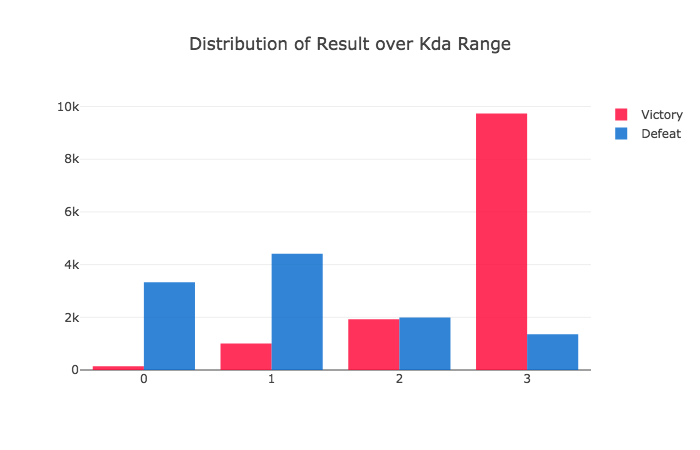 Distribution of Result over Kda Range
Victory
Defeat
10k
8k
6k
4k
2k
0
0 1 2 3